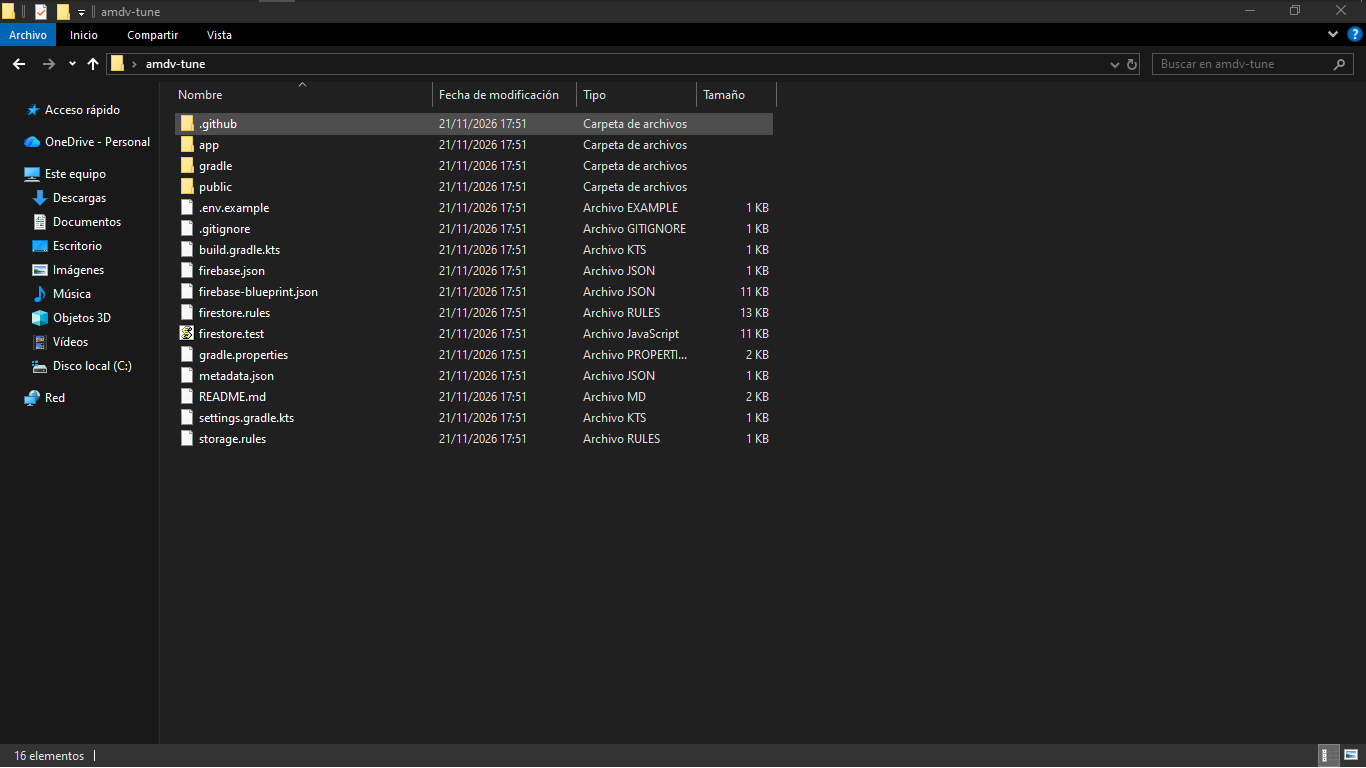 amdv-tune
Archivo Inicio Compartir Vista
amdv-tune Buscar en amdv-tune
Acceso rápido
OneDrive - Personal
Este equipo
Descargas
Documentos
Escritorio
Imágenes
Música
Objetos 3D
Vídeos
Disco local (C:)
Red
Nombre Fecha de modificación Tipo Tamaño
.github 21/11/2026 17:51 Carpeta de archivos
app 21/11/2026 17:51 Carpeta de archivos
gradle 21/11/2026 17:51 Carpeta de archivos
public 21/11/2026 17:51 Carpeta de archivos
.env.example 21/11/2026 17:51 Archivo EXAMPLE 1 KB
.gitignore 21/11/2026 17:51 Archivo GITIGNORE 1 KB
build.gradle.kts 21/11/2026 17:51 Archivo KTS 1 KB
firebase.json 21/11/2026 17:51 Archivo JSON 1 KB
firebase-blueprint.json 21/11/2026 17:51 Archivo JSON 11 KB
firestore.rules 21/11/2026 17:51 Archivo RULES 13 KB
firestore.test 21/11/2026 17:51 Archivo JavaScript 11 KB
gradle.properties 21/11/2026 17:51 Archivo PROPERTI... 2 KB
metadata.json 21/11/2026 17:51 Archivo JSON 1 KB
README.md 21/11/2026 17:51 Archivo MD 2 KB
settings.gradle.kts 21/11/2026 17:51 Archivo KTS 1 KB
storage.rules 21/11/2026 17:51 Archivo RULES 1 KB
16 elementos